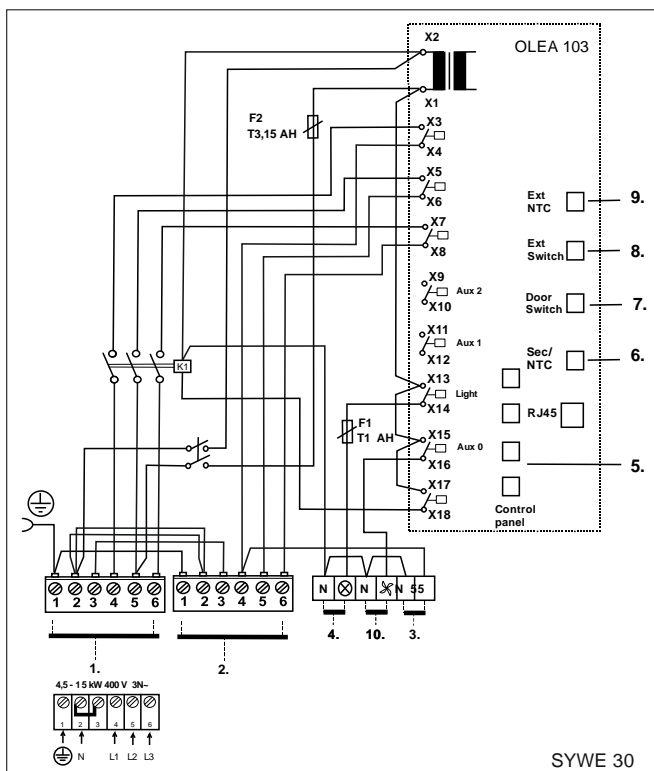 X2
OLEA 103
X1
F2
T3,15 AH
X3
X4
X5
X6
Ext
NTC
9.
X7
X8
Ext
Switch
8.
X9
Aux 2
X10
Door
Switch
7.
X11
Aux 1
X12
Sec/
NTC
6.
K1
X13
Light
X14
RJ45
F1
T1 AH
X15
Aux 0
X16
5.
X17
X18
Control
panel
1 2 3 4 5 6
1 2 3 4 5 6
N N N 55
4. 10. 3.
1. 2.
4,5 - 15 kW 400 V 3N~
1 2 3 4 5 6
N L1 L2 L3
SYWE 30